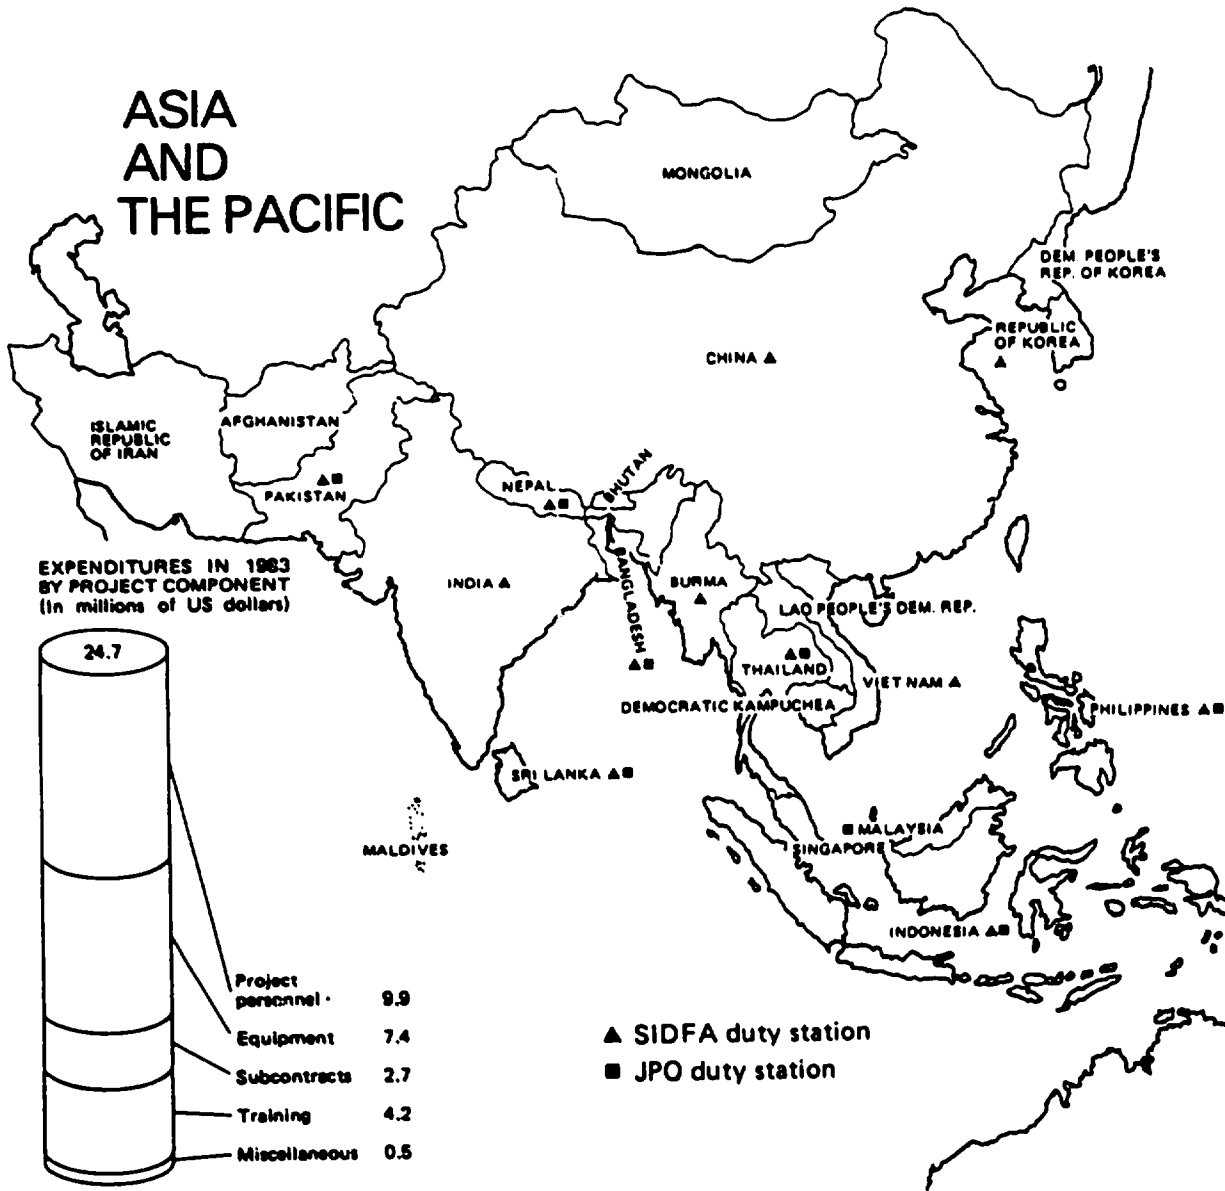 ASIA
AND
THE PACIFIC
MONGOLIA
DEM. PEOPLE'S
REP. OF KOREA
REPUBLIC
OF KOREA ▲
CHINA ▲
ISLAMIC
REPUBLIC
OF IRAN
AFGHANISTAN
▲■
PAKISTAN
NEPAL
▲■
BHUTAN
BANGLADESH
▲■
INDIA ▲
BURMA
▲
LAO PEOPLE'S DEM. REP.
▲■
THAILAND
VIET NAM ▲
DEMOCRATIC KAMPUCHEA
PHILIPPINES ▲■
SRI LANKA ▲■
MALDIVES
■ MALAYSIA
SINGAPORE
INDONESIA ▲■
EXPENDITURES IN 1983
BY PROJECT COMPONENT
(In millions of US dollars)
24.7
Project
personnel · 9.9
Equipment 7.4
Subcontracts 2.7
Training 4.2
Miscellaneous 0.5
▲ SIDFA duty station
■ JPO duty station